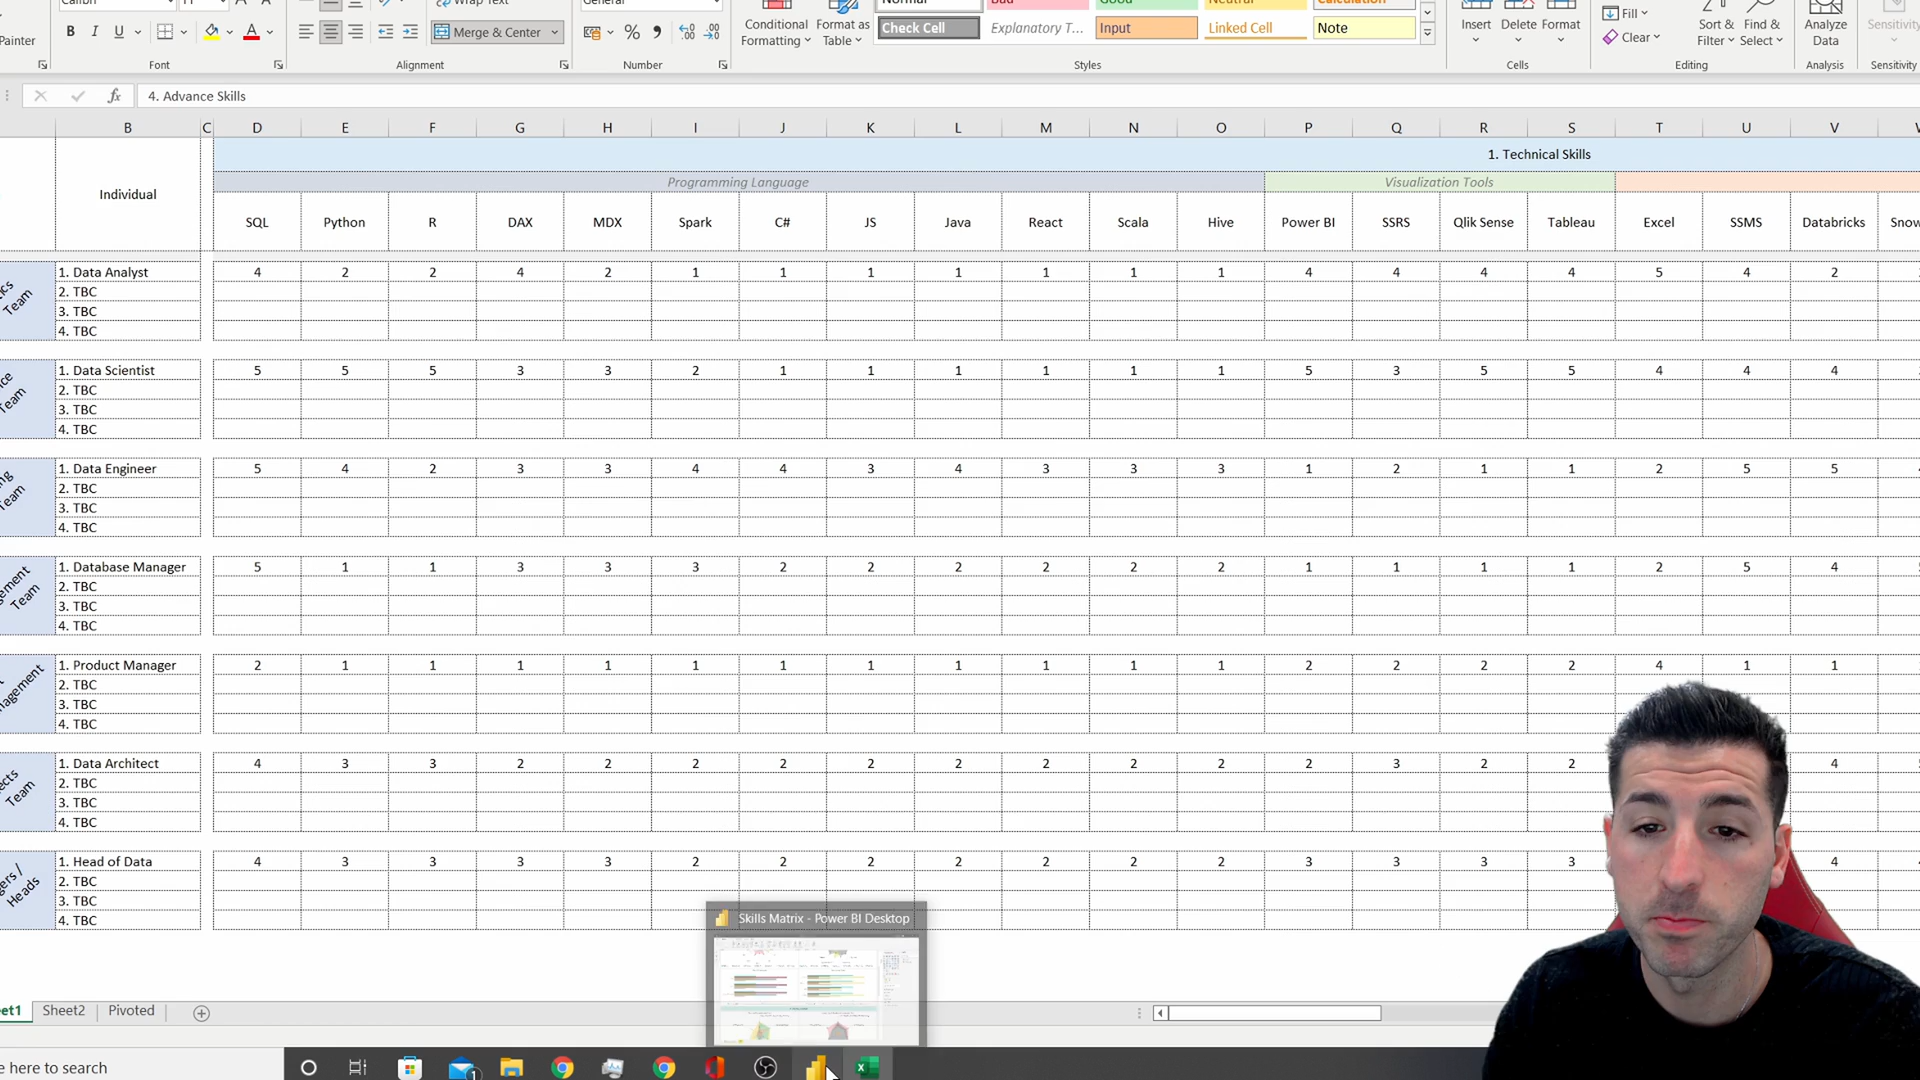 Calibri
Wrap Text
General
Normal
Bad
Good
Neutral
Calculation
Painter
B I U
Merge & Center
%
Conditional
Formatting
Format as
Table
Check Cell
Explanatory T...
Input
Linked Cell
Note
Insert
Delete
Format
Fill
Clear
Sort &
Filter
Find &
Select
Analyze
Data
Sensitivity
Font
Alignment
Number
Styles
Cells
Editing
Analysis
Sensitivity
fx 4. Advance Skills
B C D E F G H I J K L M N O P Q R S T U V
1. Technical Skills
Programming Language
Visualization Tools
Individual
SQL Python R DAX MDX Spark C# JS Java React Scala Hive Power BI SSRS Qlik Sense Tableau Excel SSMS Databricks Snow
Team
1. Data Analyst 4 2 2 4 2 1 1 1 1 1 1 1 4 4 4 4 5 4 2
2. TBC
3. TBC
4. TBC
Team
1. Data Scientist 5 5 5 3 3 2 1 1 1 1 1 1 5 3 5 5 4 4 4
2. TBC
3. TBC
4. TBC
Team
1. Data Engineer 5 4 2 3 3 4 4 3 4 3 3 3 1 2 1 1 2 5 5
2. TBC
3. TBC
4. TBC
gement
Team
1. Database Manager 5 1 1 3 3 3 2 2 2 2 2 2 1 1 1 1 2 5 4
2. TBC
3. TBC
4. TBC
nagement
1. Product Manager 2 1 1 1 1 1 1 1 1 1 1 1 2 2 2 2 4 1 1
2. TBC
3. TBC
4. TBC
ects
Team
1. Data Architect 4 3 3 2 2 2 2 2 2 2 2 2 2 3 2 2 4
2. TBC
3. TBC
4. TBC
gers /
Heads
1. Head of Data 4 3 3 3 3 2 2 2 2 2 2 2 3 3 3 3 4
2. TBC
3. TBC
4. TBC
Skills Matrix - Power BI Desktop
eet1 Sheet2 Pivoted
e here to search
1